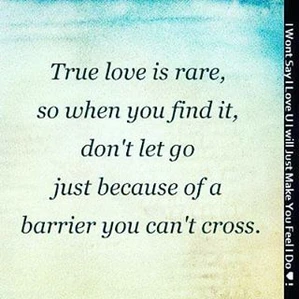 True love is rare,
so when you find it,
don't let go
just because of a
barrier you can't cross.
I Wont Say I Love U I will Just Make You Feel I Do♥!